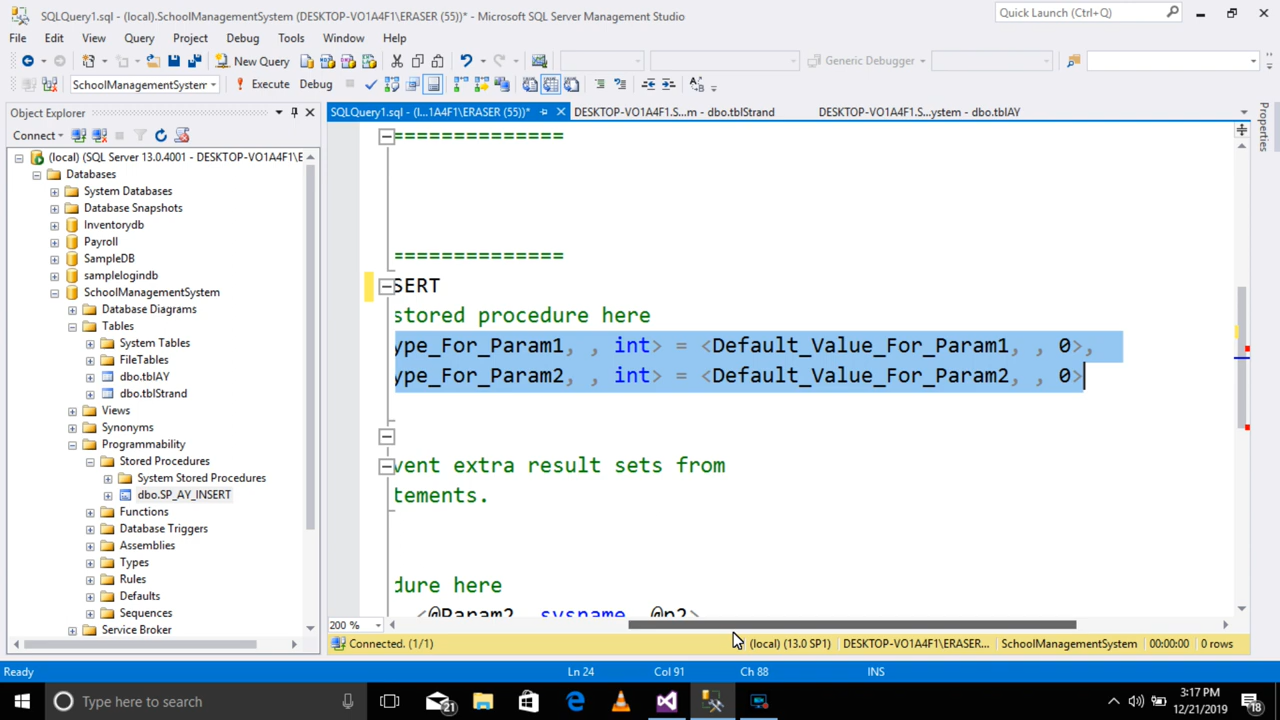 SQLQuery1.sql - (local).SchoolManagementSystem (DESKTOP-VO1A4F1\ERASER (55))* - Microsoft SQL Server Management Studio
Quick Launch (Ctrl+Q)
File Edit View Query Project Debug Tools Window Help
New Query
Generic Debugger
SchoolManagementSystem
Execute Debug
Object Explorer
SQLQuery1.sql - (l...1A4F1\ERASER (55))*
DESKTOP-VO1A4F1.S...m - dbo.tblStrand
DESKTOP-VO1A4F1.S...ystem - dbo.tblAY
Properties
Connect
(local) (SQL Server 13.0.4001 - DESKTOP-VO1A4F1\E
Databases
System Databases
Database Snapshots
Inventorydb
Payroll
SampleDB
samplelogindb
SchoolManagementSystem
Database Diagrams
Tables
System Tables
FileTables
dbo.tblAY
dbo.tblStrand
Views
Synonyms
Programmability
Stored Procedures
System Stored Procedures
dbo.SP_AY_INSERT
Functions
Database Triggers
Assemblies
Types
Rules
Defaults
Sequences
Service Broker
==============
==============
SERT
stored procedure here
ype_For_Param1, , int> = <Default_Value_For_Param1, , 0>,
ype_For_Param2, , int> = <Default_Value_For_Param2, , 0>
vent extra result sets from
tements.
dure here
<@Param2, sysname, @p2>
200 %
Connected. (1/1)
(local) (13.0 SP1)
DESKTOP-VO1A4F1\ERASER...
SchoolManagementSystem
00:00:00
0 rows
Ready
Ln 24
Col 91
Ch 88
INS
Type here to search
21
3:17 PM
12/21/2019
18